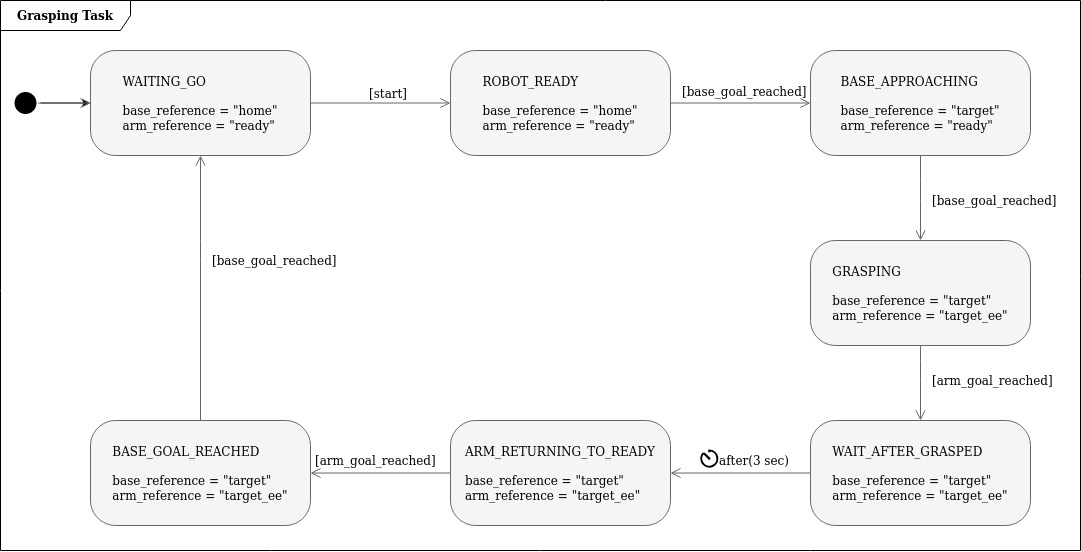 Grasping Task
WAITING_GO
base_reference = "home"
arm_reference = "ready"
[start]
ROBOT_READY
base_reference = "home"
arm_reference = "ready"
[base_goal_reached]
BASE_APPROACHING
base_reference = "target"
arm_reference = "ready"
[base_goal_reached]
GRASPING
base_reference = "target"
arm_reference = "target_ee"
[arm_goal_reached]
WAIT_AFTER_GRASPED
base_reference = "target"
arm_reference = "target_ee"
after(3 sec)
ARM_RETURNING_TO_READY
base_reference = "target"
arm_reference = "target_ee"
[arm_goal_reached]
BASE_GOAL_REACHED
base_reference = "target"
arm_reference = "target_ee"
[base_goal_reached]